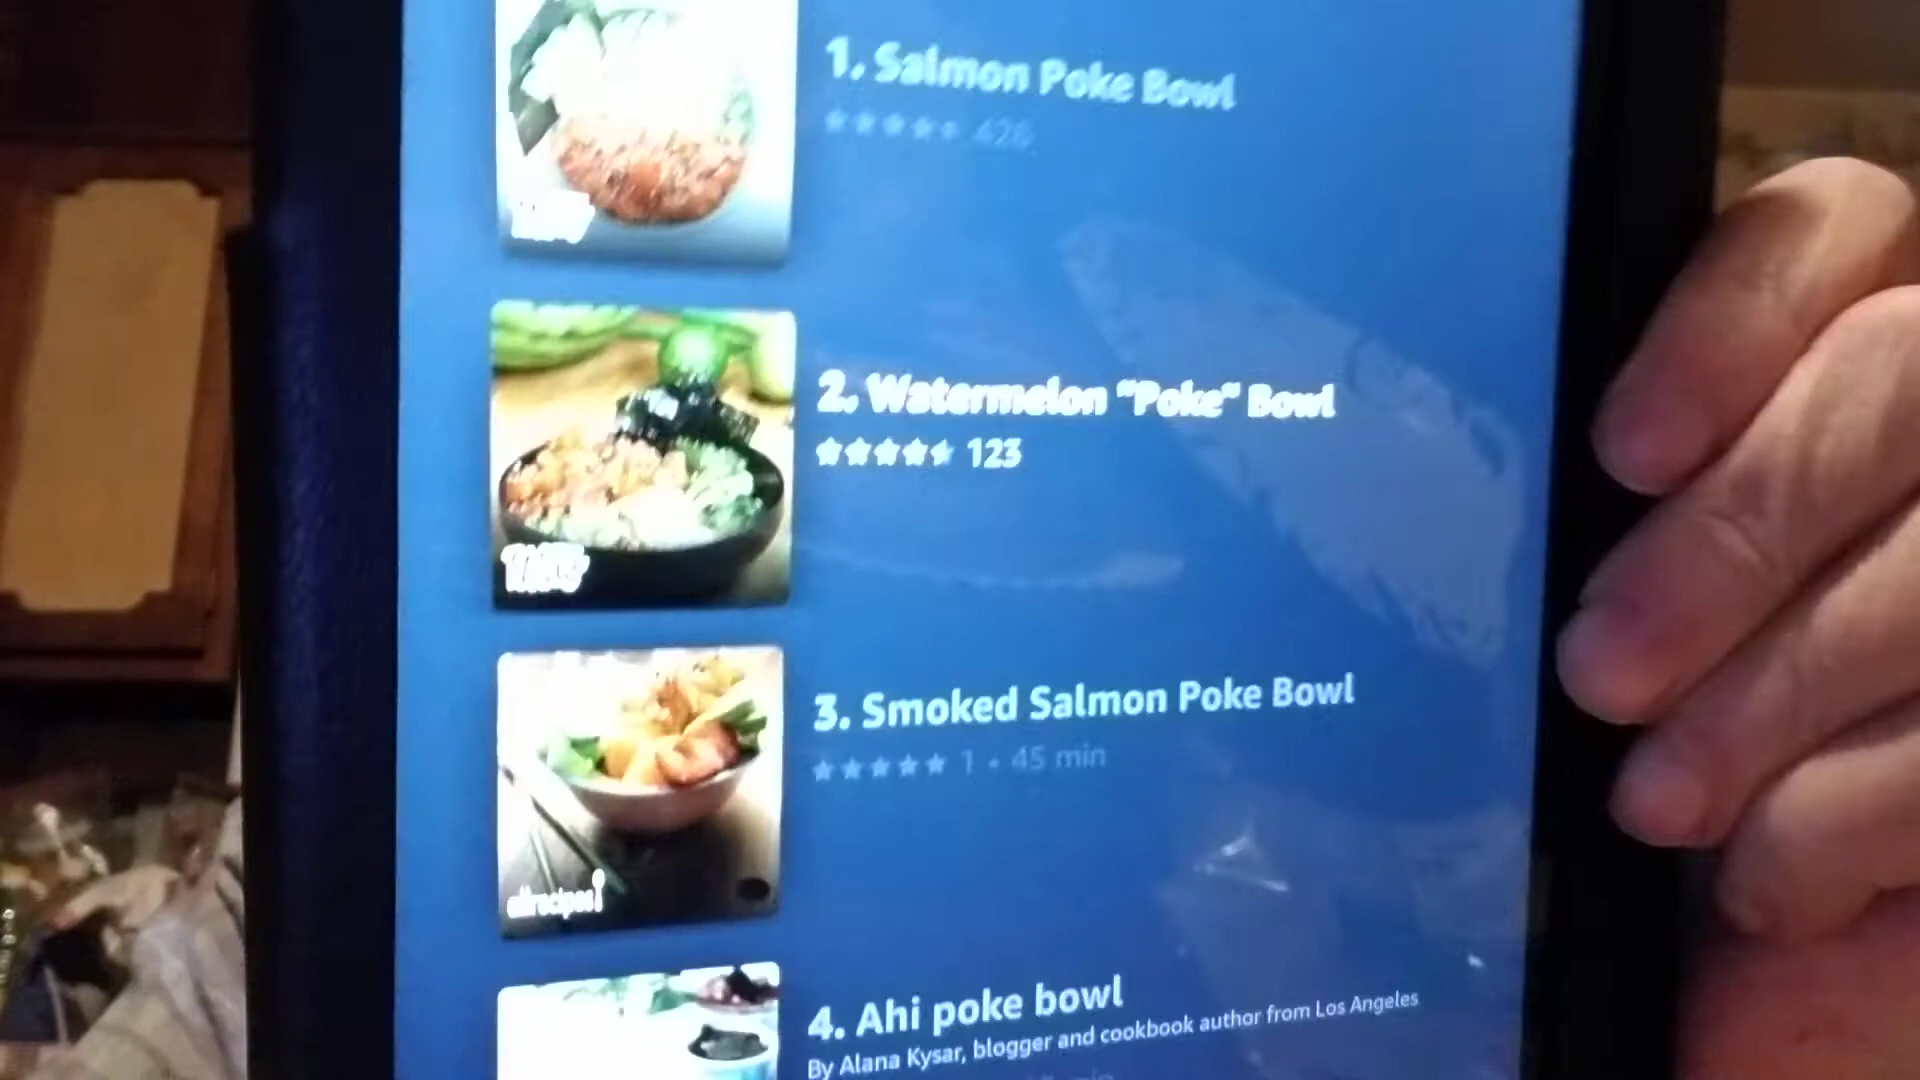 1. Salmon Poke Bowl
426
2. Watermelon "Poke" Bowl
123
3. Smoked Salmon Poke Bowl
1 • 45 min
allrecipes
4. Ahi poke bowl
By Alana Kysar, blogger and cookbook author from Los Angeles
min